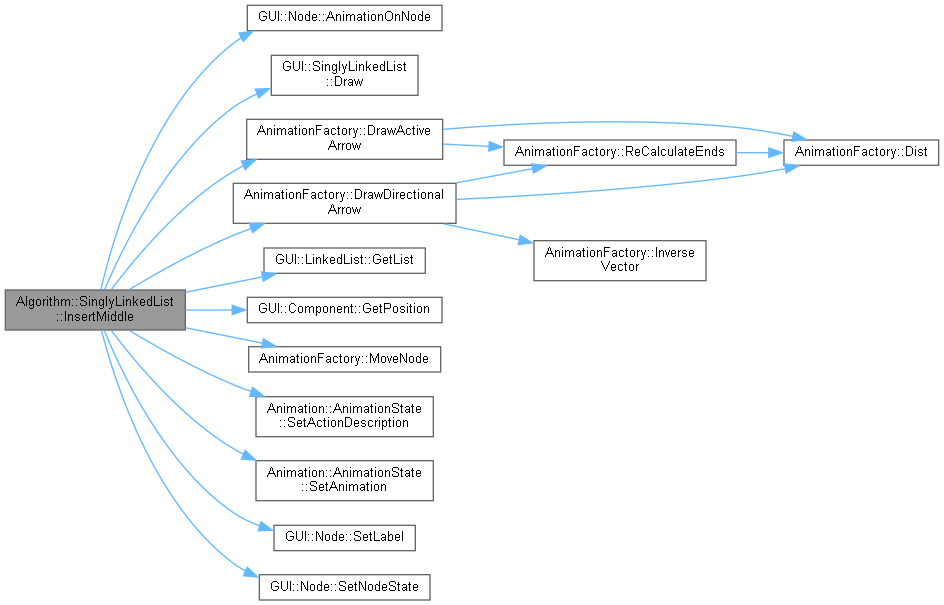 GUI::Node::AnimationOnNode
GUI::SinglyLinkedList
::Draw
AnimationFactory::DrawActive
Arrow
AnimationFactory::ReCalculateEnds
AnimationFactory::Dist
AnimationFactory::DrawDirectional
Arrow
AnimationFactory::Inverse
Vector
GUI::LinkedList::GetList
Algorithm::SinglyLinkedList
::InsertMiddle
GUI::Component::GetPosition
AnimationFactory::MoveNode
Animation::AnimationState
::SetActionDescription
Animation::AnimationState
::SetAnimation
GUI::Node::SetLabel
GUI::Node::SetNodeState